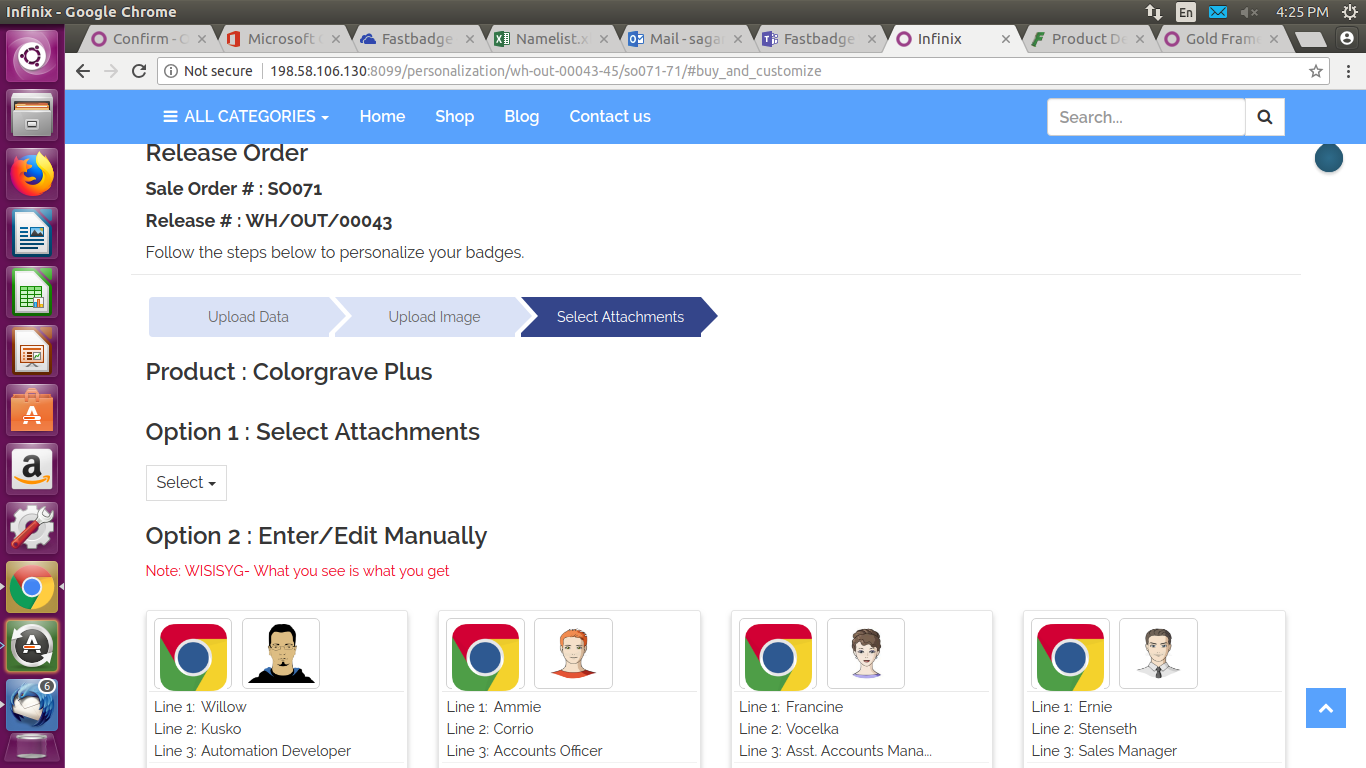 Infinix - Google Chrome
En
4:25 PM
Confirm - O
Microsoft
Fastbadge
Namelist.x
Mail - saga
Fastbadge
Infinix
Product De
Gold Frame
Not secure
198.58.106.130:8099/personalization/wh-out-00043-45/so071-71/#buy_and_customize
ALL CATEGORIES
Home
Shop
Blog
Contact us
Search...
Release Order
Sale Order # : SO071
Release # : WH/OUT/00043
Follow the steps below to personalize your badges.
Upload Data
Upload Image
Select Attachments
Product : Colorgrave Plus
Option 1 : Select Attachments
Select
Option 2 : Enter/Edit Manually
Note: WISISYG- What you see is what you get
Line 1: Willow
Line 2: Kusko
Line 3: Automation Developer
Line 1: Ammie
Line 2: Corrio
Line 3: Accounts Officer
Line 1: Francine
Line 2: Vocelka
Line 3: Asst. Accounts Mana...
Line 1: Ernie
Line 2: Stenseth
Line 3: Sales Manager
6